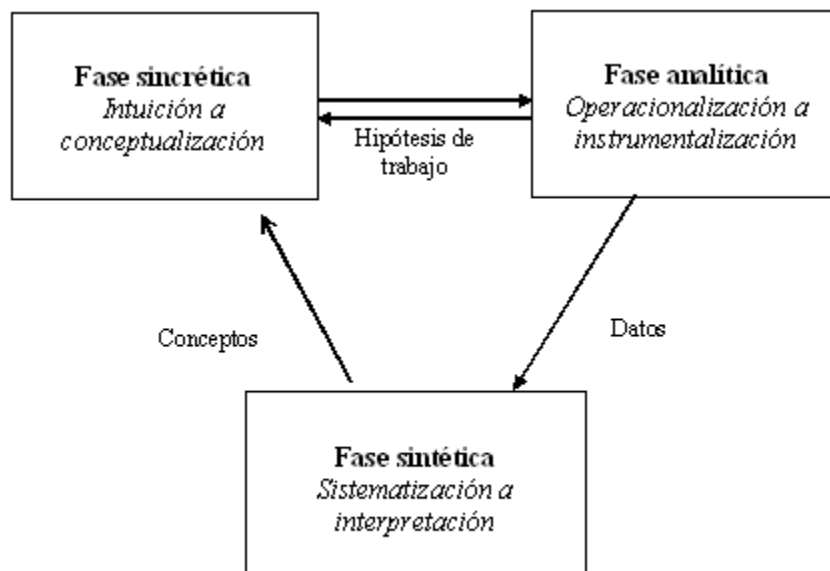 Fase sincrética
Intuición a
conceptualización
Fase analítica
Operacionalización a
instrumentalización
Hipótesis de
trabajo
Conceptos
Datos
Fase sintética
Sistematización a
interpretación